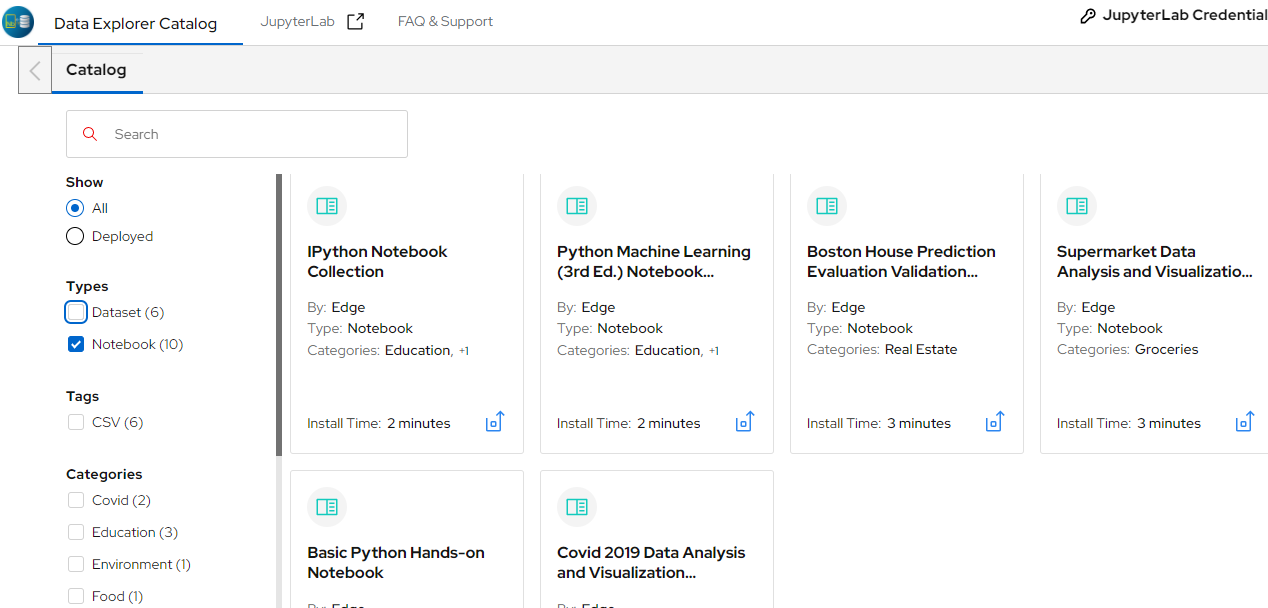 Data Explorer Catalog JupyterLab FAQ & Support JupyterLab Credential
Catalog
Search
Show
All
Deployed
Types
Dataset (6)
Notebook (10)
Tags
CSV (6)
Categories
Covid (2)
Education (3)
Environment (1)
Food (1)
IPython Notebook
Collection
By: Edge
Type: Notebook
Categories: Education, +1
Install Time: 2 minutes
Python Machine Learning
(3rd Ed.) Notebook...
By: Edge
Type: Notebook
Categories: Education, +1
Install Time: 2 minutes
Boston House Prediction
Evaluation Validation...
By: Edge
Type: Notebook
Categories: Real Estate
Install Time: 3 minutes
Supermarket Data
Analysis and Visualizatio...
By: Edge
Type: Notebook
Categories: Groceries
Install Time: 3 minutes
Basic Python Hands-on
Notebook
By: Edge
Covid 2019 Data Analysis
and Visualization...
By: Edge